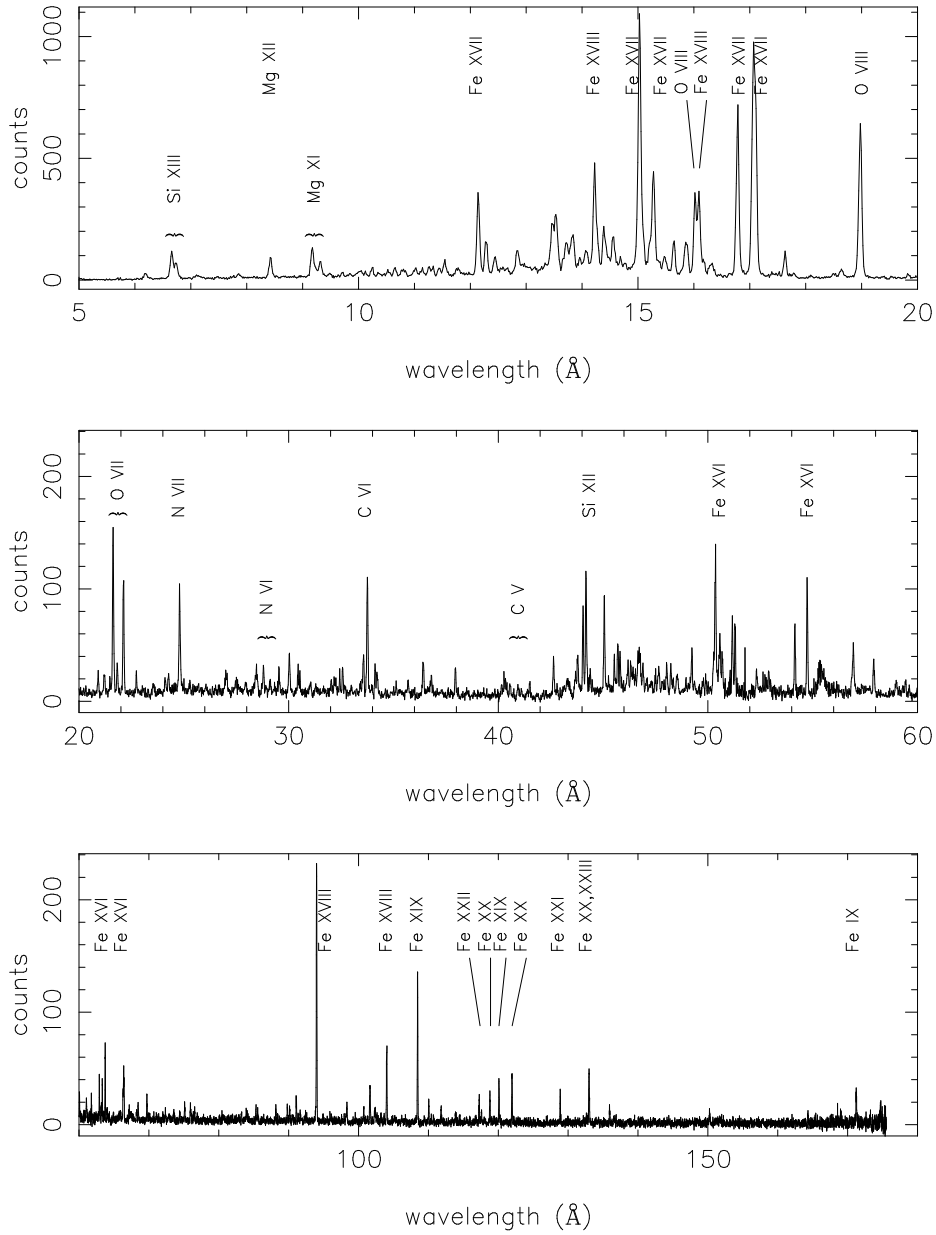 counts
0
500
1000
Si XIII
Mg XII
Mg XI
Fe XVII
Fe XVIII
Fe XVII
Fe XVII
O VIII
Fe XVIII
Fe XVII
Fe XVII
O VIII
5
10
15
20
wavelength (Å)
counts
0
100
200
O VII
N VII
N VI
C VI
C V
Si XII
Fe XVI
Fe XVI
20
30
40
50
60
wavelength (Å)
counts
0
100
200
Fe XVI
Fe XVI
Fe XVIII
Fe XVIII
Fe XIX
Fe XXII
Fe XX
Fe XIX
Fe XX
Fe XXI
Fe XX,XXIII
Fe IX
100
150
wavelength (Å)